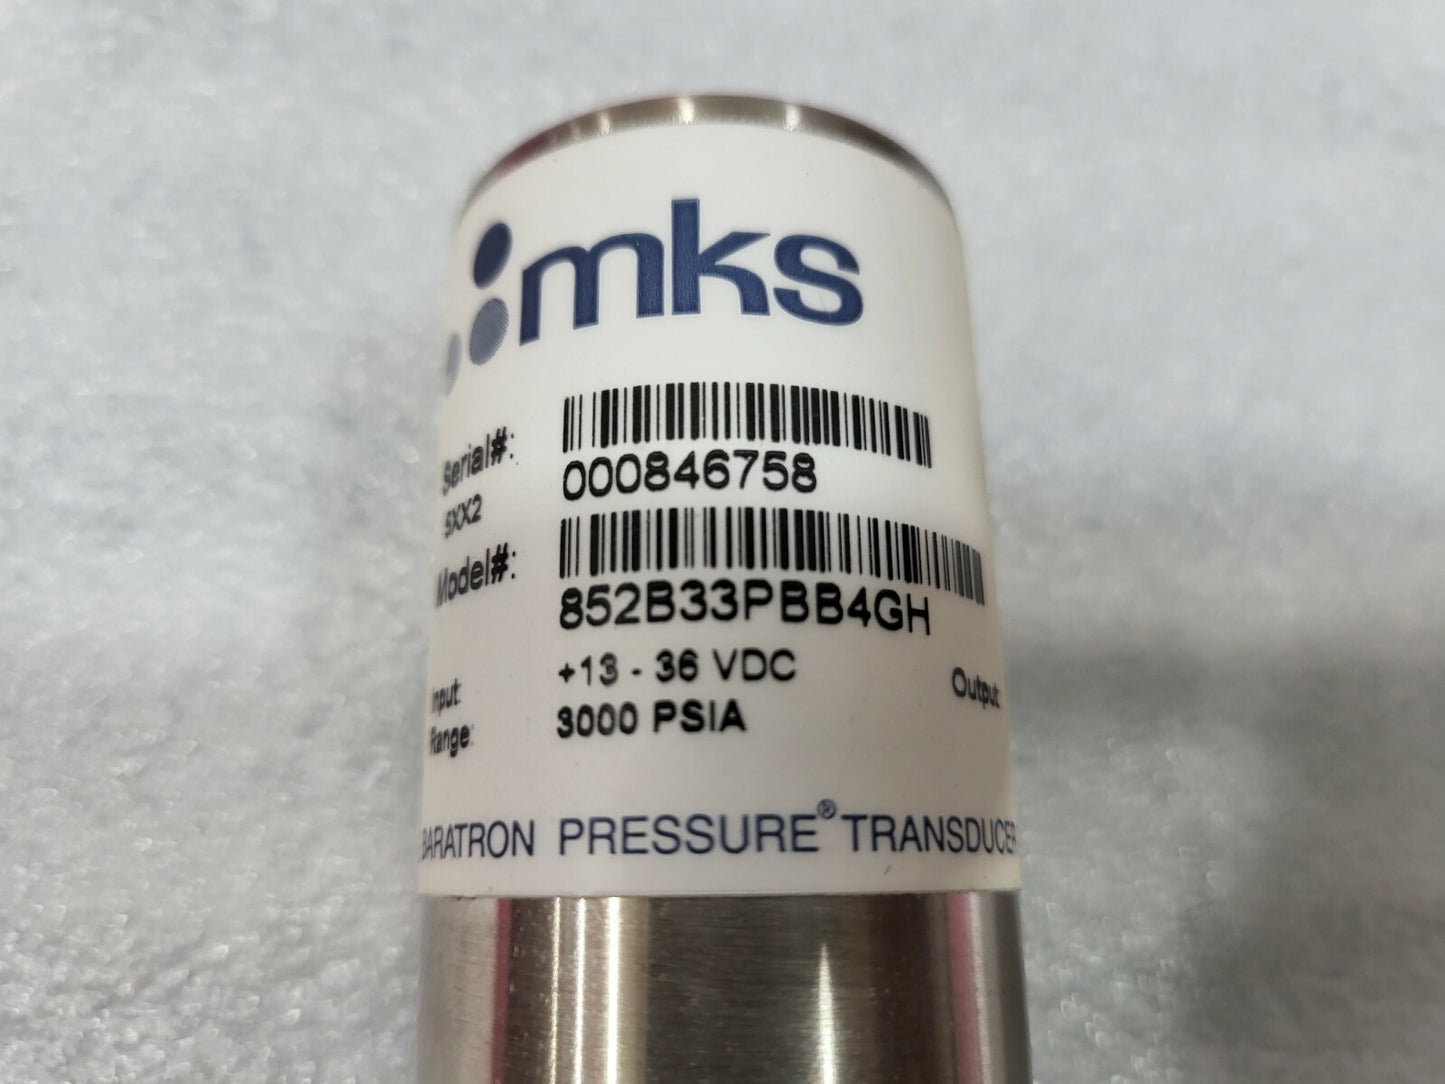 mks
Serial#: 000846758
5XX2
Model#: 852B33PBB4GH
Input: +13 - 36 VDC Output
Range: 3000 PSIA
BARATRON PRESSURE® TRANSDUCER